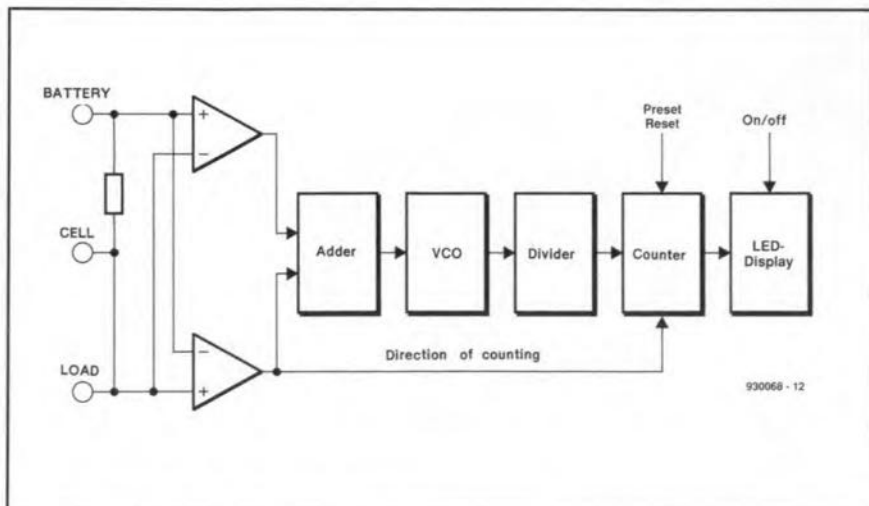 BATTERY
CELL
LOAD
+
−
−
+
Adder
VCO
Divider
Counter
LED-
Display
Preset
Reset
On/off
Direction of counting
930068 - 12